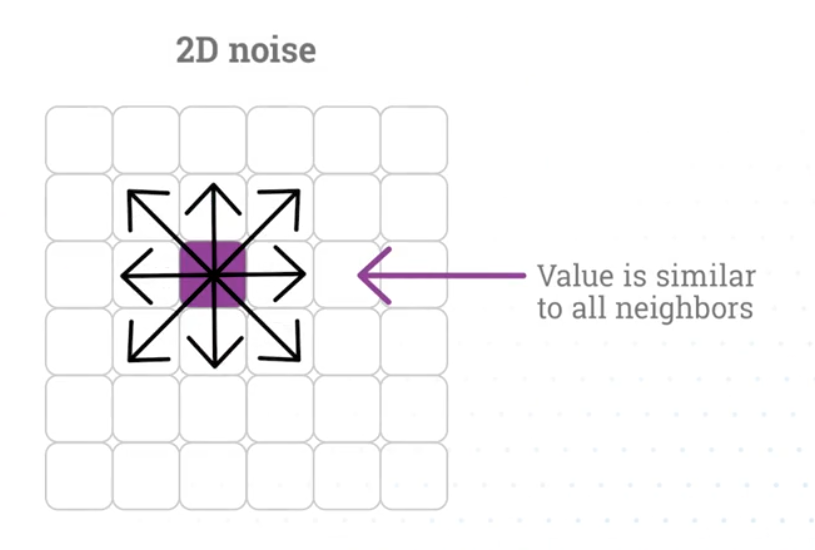 2D noise
Value is similar
to all neighbors